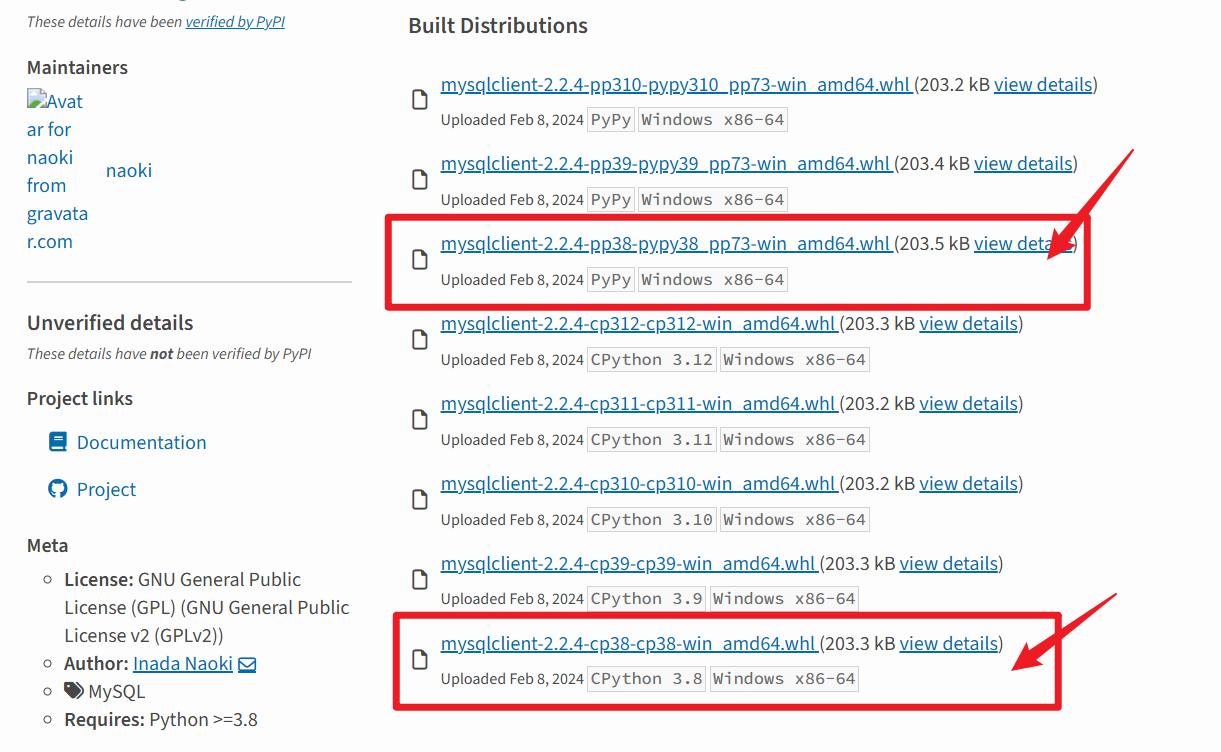 These details have been verified by PyPI
Maintainers
Avat
ar for
naoki
from
gravata
r.com
naoki
Unverified details
These details have not been verified by PyPI
Project links
Documentation
Project
Meta
License: GNU General Public
License (GPL) (GNU General Public
License v2 (GPLv2))
Author: Inada Naoki
MySQL
Requires: Python >=3.8
Built Distributions
mysqlclient-2.2.4-pp310-pypy310_pp73-win_amd64.whl (203.2 kB view details)
Uploaded Feb 8, 2024 PyPy Windows x86-64
mysqlclient-2.2.4-pp39-pypy39_pp73-win_amd64.whl (203.4 kB view details)
Uploaded Feb 8, 2024 PyPy Windows x86-64
mysqlclient-2.2.4-pp38-pypy38_pp73-win_amd64.whl (203.5 kB view details)
Uploaded Feb 8, 2024 PyPy Windows x86-64
mysqlclient-2.2.4-cp312-cp312-win_amd64.whl (203.3 kB view details)
Uploaded Feb 8, 2024 CPython 3.12 Windows x86-64
mysqlclient-2.2.4-cp311-cp311-win_amd64.whl (203.2 kB view details)
Uploaded Feb 8, 2024 CPython 3.11 Windows x86-64
mysqlclient-2.2.4-cp310-cp310-win_amd64.whl (203.2 kB view details)
Uploaded Feb 8, 2024 CPython 3.10 Windows x86-64
mysqlclient-2.2.4-cp39-cp39-win_amd64.whl (203.3 kB view details)
Uploaded Feb 8, 2024 CPython 3.9 Windows x86-64
mysqlclient-2.2.4-cp38-cp38-win_amd64.whl (203.3 kB view details)
Uploaded Feb 8, 2024 CPython 3.8 Windows x86-64